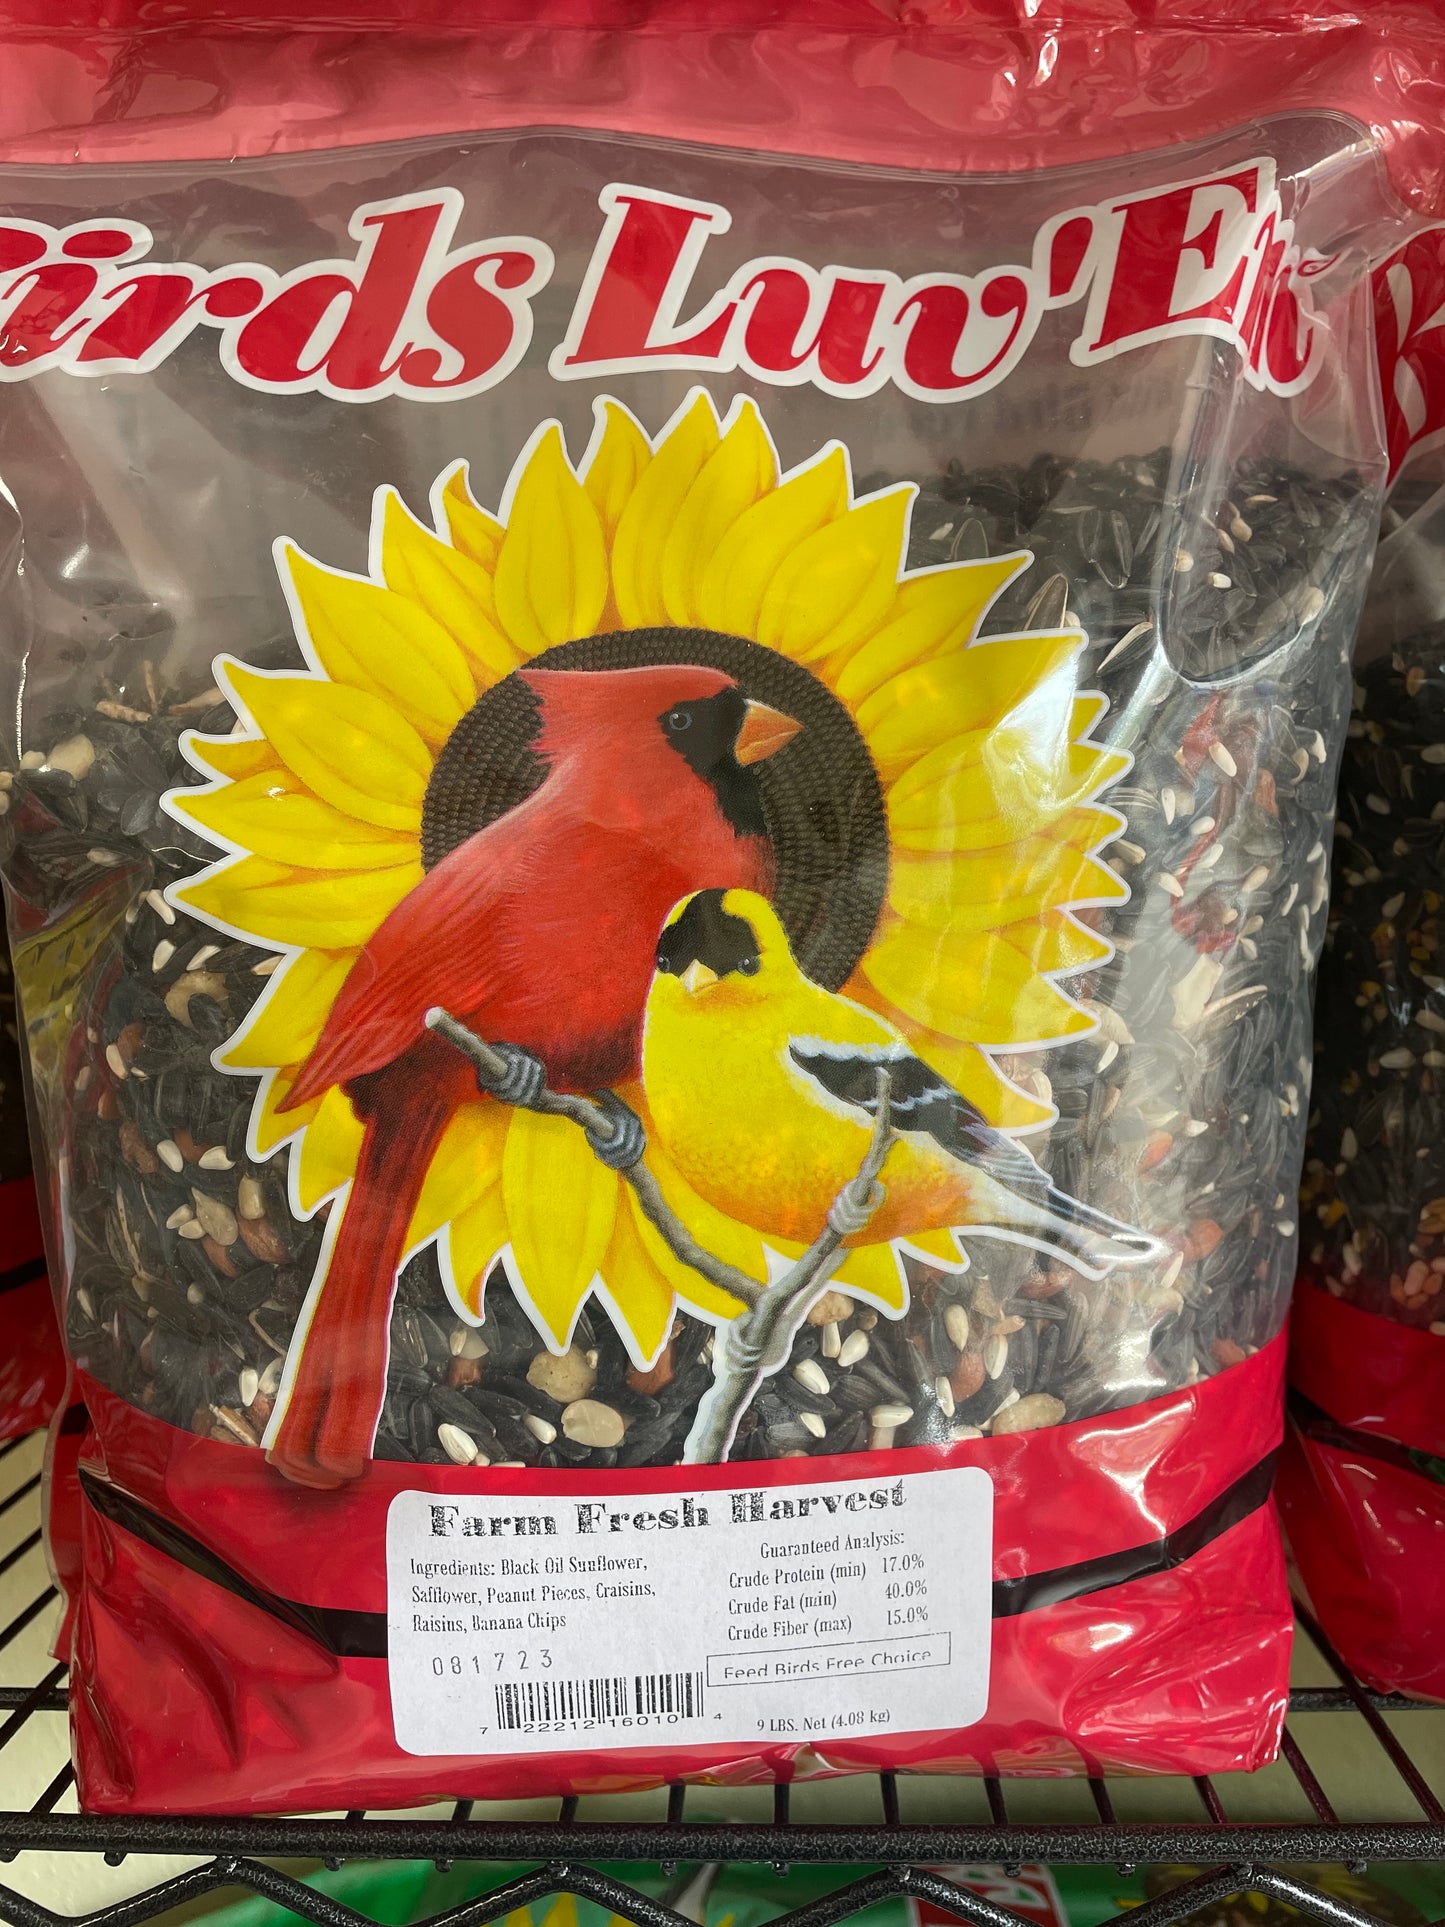 Birds Luv'Em
Farm Fresh Harvest
Ingredients: Black Oil Sunflower,
Safflower, Peanut Pieces, Craisins,
Raisins, Banana Chips
081723
7 22212 16010 4
Guaranteed Analysis:
Crude Protein (min) 17.0%
Crude Fat (min) 40.0%
Crude Fiber (max) 15.0%
Feed Birds Free Choice
9 LBS. Net (4.08 kg)
B